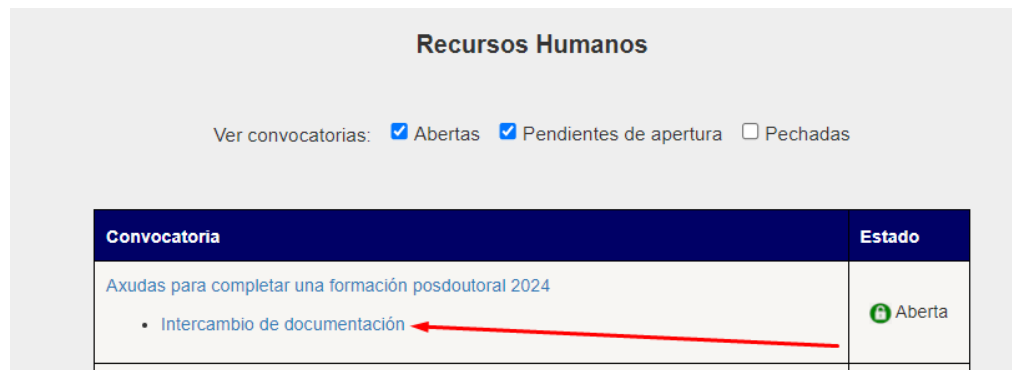 Recursos Humanos
Ver convocatorias: Abertas Pendientes de apertura Pechadas
Convocatoria Estado
Axudas para completar una formación posdoutoral 2024
Intercambio de documentación
Aberta